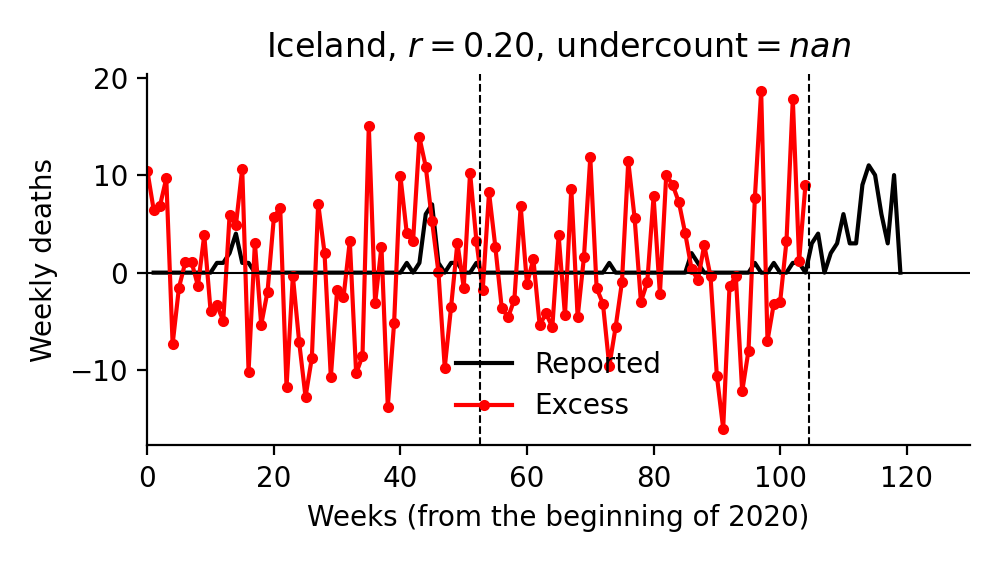 Iceland, r = 0.20, undercount = nan
Weekly deaths
20
10
0
−10
Reported
Excess
0 20 40 60 80 100 120
Weeks (from the beginning of 2020)